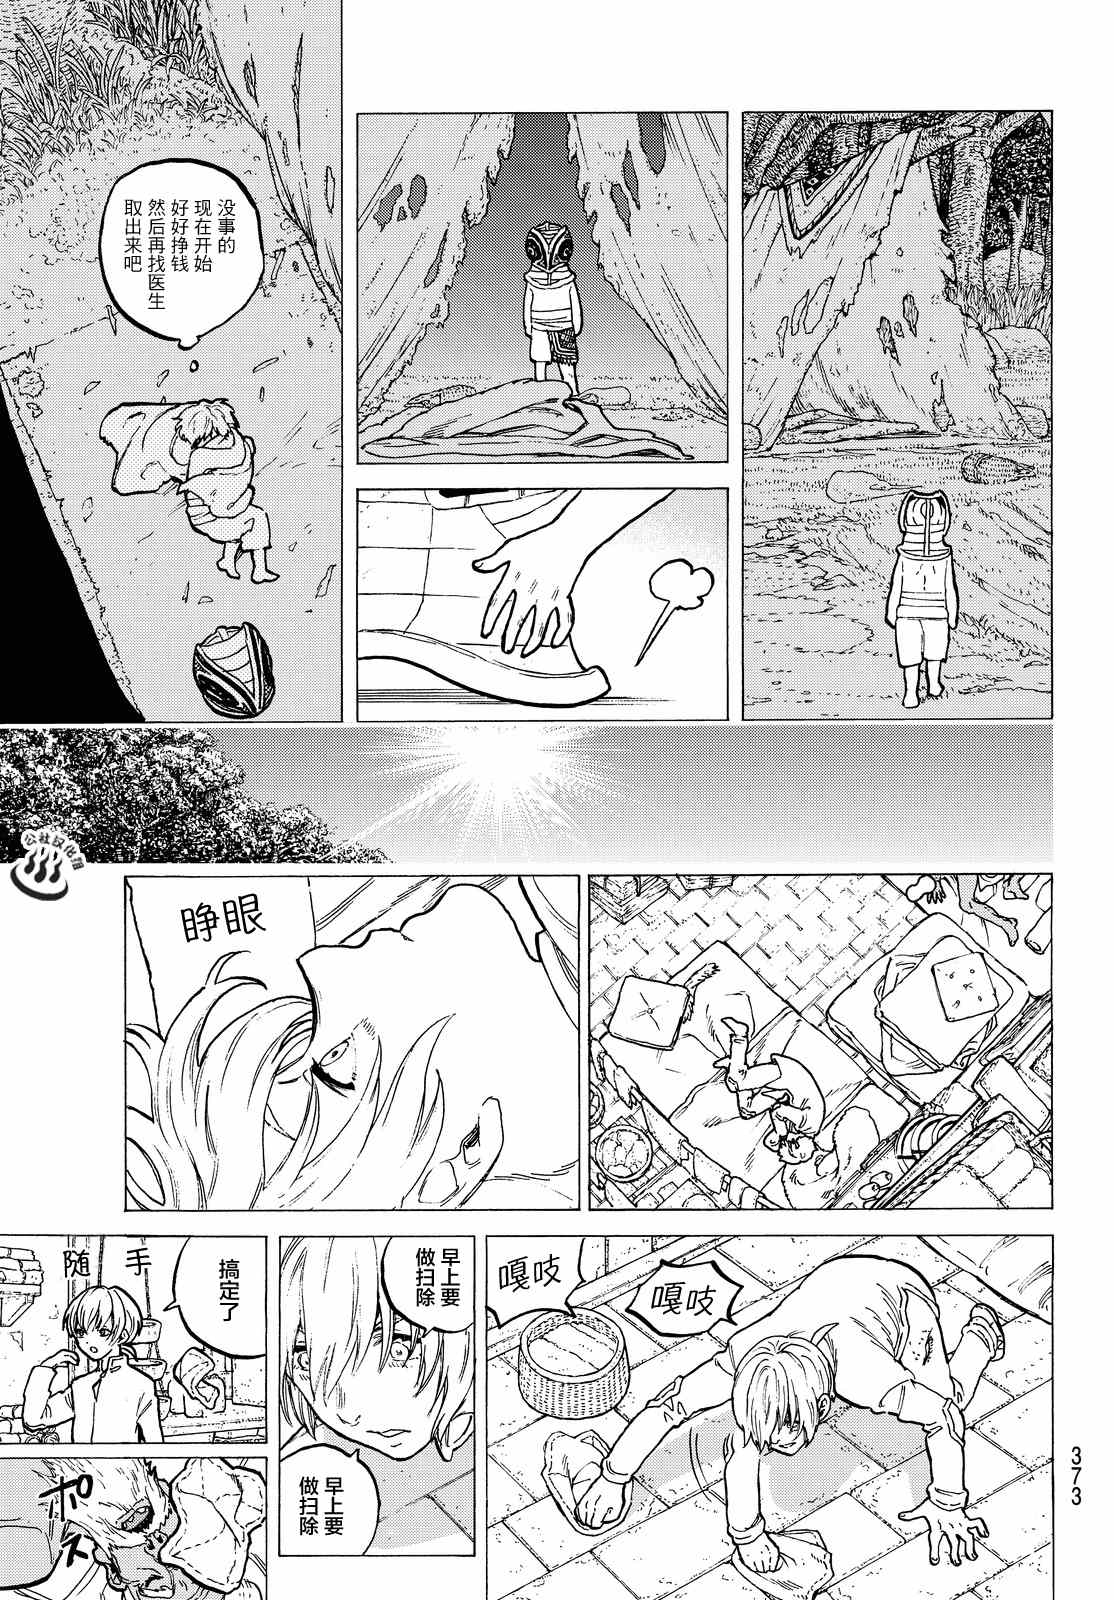 没事的
现在开始
好好挣钱
然后再找医生
取出来吧
睁眼
嘎吱
嘎吱
早上要
做扫除
早上要
做扫除
搞定了
随手
ポス
373